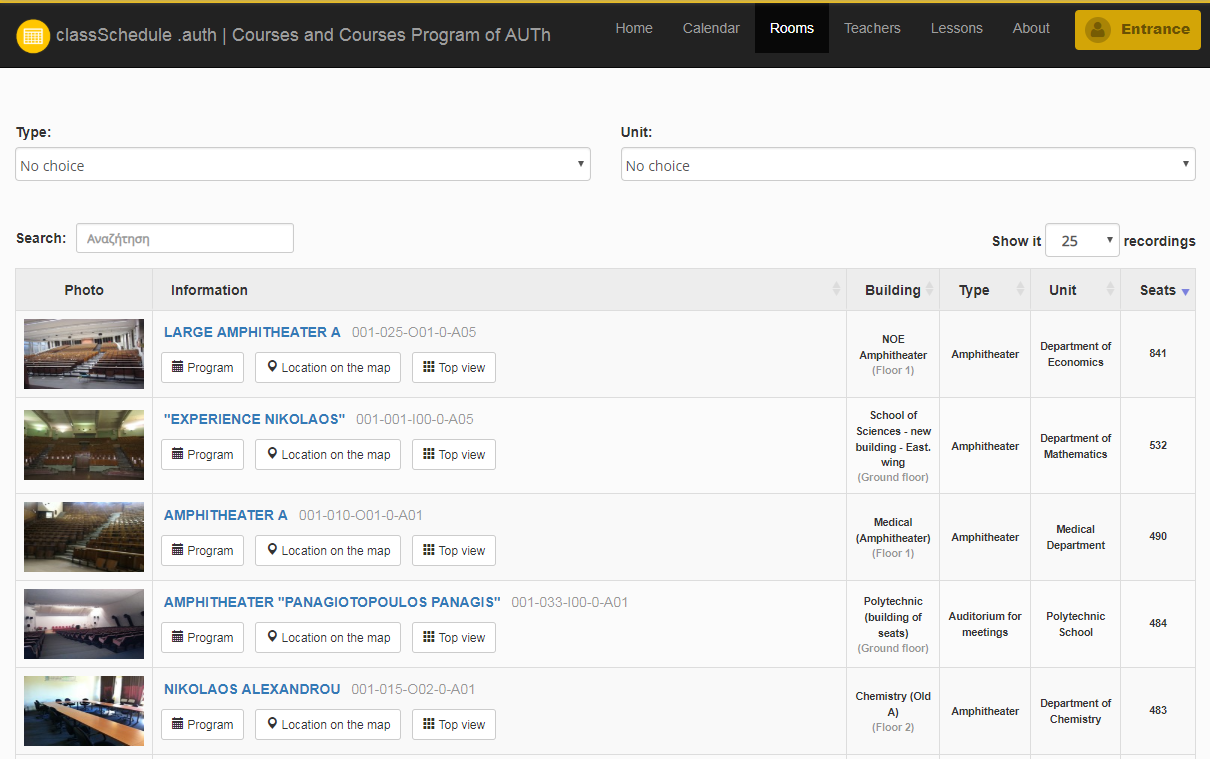 classSchedule .auth | Courses and Courses Program of AUTh
Home Calendar Rooms Teachers Lessons About Entrance
Type: Unit:
No choice No choice
Search: Αναζήτηση Show it 25 recordings
Photo Information Building Type Unit Seats
LARGE AMPHITHEATER A 001-025-O01-0-A05
Program Location on the map Top view
NOE
Amphitheater
(Floor 1)
Amphitheater
Department of
Economics
841
"EXPERIENCE NIKOLAOS" 001-001-I00-0-A05
Program Location on the map Top view
School of
Sciences - new
building - East.
wing
(Ground floor)
Amphitheater
Department of
Mathematics
532
AMPHITHEATER A 001-010-O01-0-A01
Program Location on the map Top view
Medical
(Amphitheater)
(Floor 1)
Amphitheater
Medical
Department
490
AMPHITHEATER "PANAGIOTOPOULOS PANAGIS" 001-033-I00-0-A01
Program Location on the map Top view
Polytechnic
(building of
seats)
(Ground floor)
Auditorium for
meetings
Polytechnic
School
484
NIKOLAOS ALEXANDROU 001-015-O02-0-A01
Program Location on the map Top view
Chemistry (Old
A)
(Floor 2)
Amphitheater
Department of
Chemistry
483